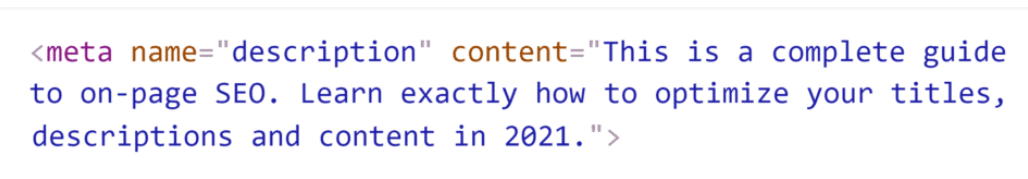 <meta name="description" content="This is a complete guide
to on-page SEO. Learn exactly how to optimize your titles,
descriptions and content in 2021.">